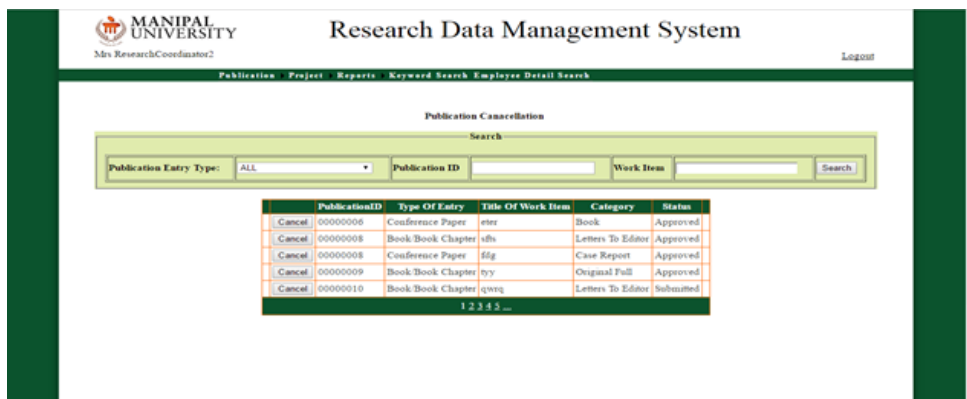 MANIPAL
UNIVERSITY
Research Data Management System
Mrs ResearchCoordinator2
Logout
Publication Project Reports Keyword Search Employee Detail Search
Publication Canacellation
Search
Publication Entry Type: ALL Publication ID Work Item Search
PublicationID Type Of Entry Title Of Work Item Category Status
Cancel 00000006 Conference Paper eter Book Approved
Cancel 00000008 Book/Book Chapter sfts Letters To Editor Approved
Cancel 00000008 Conference Paper fdg Case Report Approved
Cancel 00000009 Book/Book Chapter tyy Original Full Approved
Cancel 00000010 Book/Book Chapter qwrq Letters To Editor Submitted
1 2 3 4 5 ...